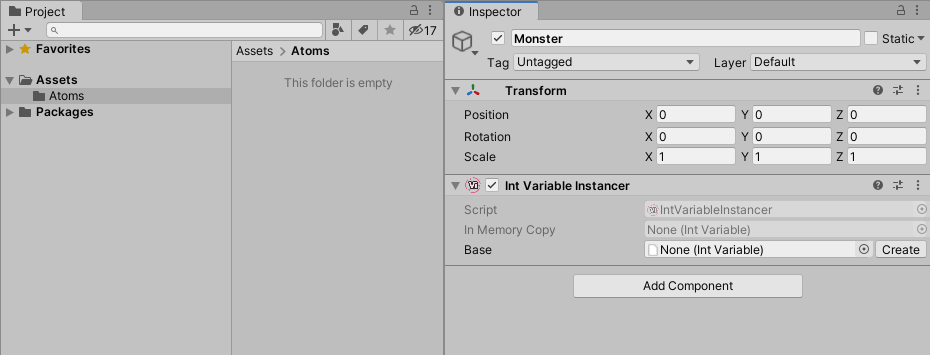 Project
17
Favorites
Assets
Atoms
Packages
Assets > Atoms
This folder is empty
Inspector
Monster
Static
Tag Untagged Layer Default
Transform
Position X 0 Y 0 Z 0
Rotation X 0 Y 0 Z 0
Scale X 1 Y 1 Z 1
Int Variable Instancer
Script IntVariableInstancer
In Memory Copy None (Int Variable)
Base None (Int Variable) Create
Add Component